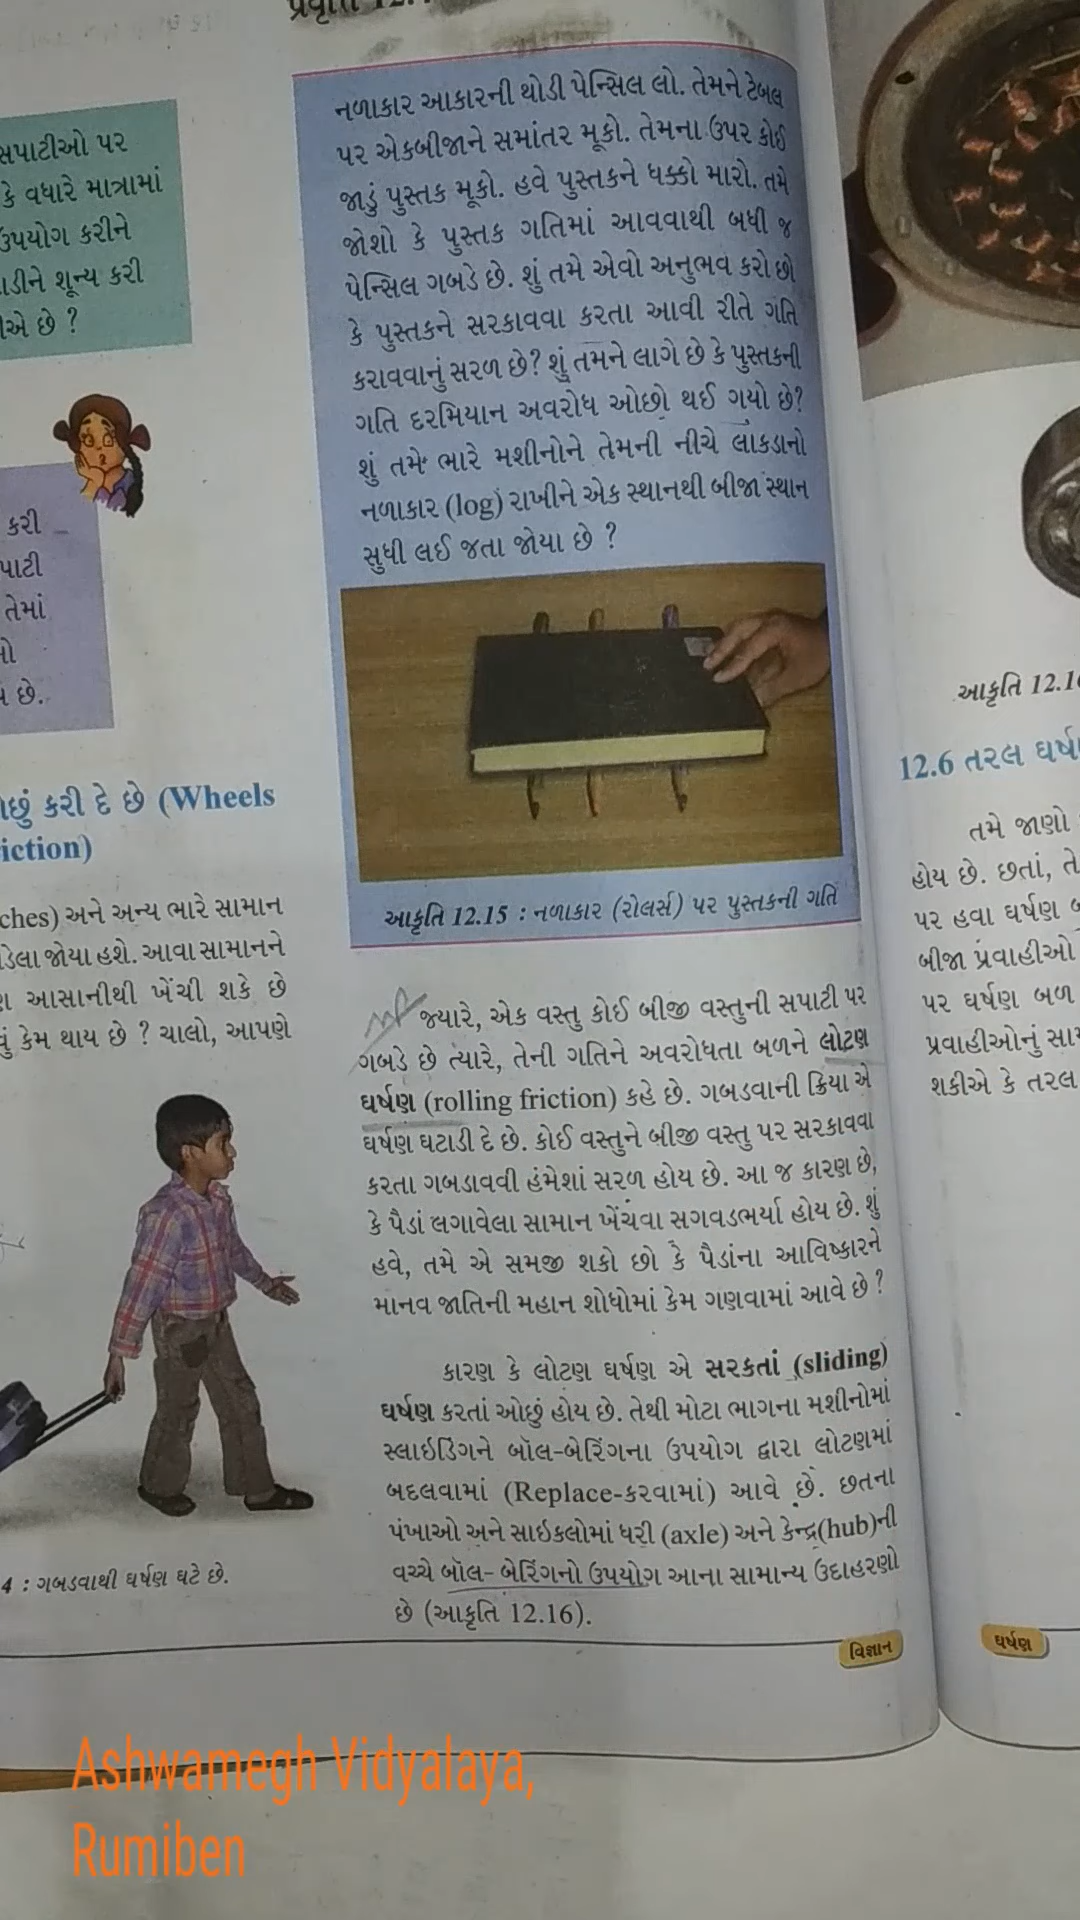 સપાટીઓ પર
કે વધારે માત્રામાં
ઉપયોગ કરીને
શૂન્ય કરી
છે ?
કરી
તેમાં
છે.
કરી દે છે (Wheels
અને અન્ય ભારે સામાન
જોયા હશે. આવા સામાનને
આસાનીથી ખેંચી શકે છે
કેમ થાય છે ? ચાલો, આપણે
4 : ગબડવાથી ઘર્ષણ ઘટે છે.
નળાકાર આકારની થોડી પેન્સિલ લો. તેમને ટેબલ
પર એકબીજાને સમાંતર મૂકો. તેમના ઉપર કોઈ
જાડું પુસ્તક મૂકો. હવે પુસ્તકને ધક્કો મારો. તમે
જોશો કે પુસ્તક ગતિમાં આવવાથી બધી જ
પેન્સિલ ગબડે છે. શું તમે એવો અનુભવ કરો છો
કે પુસ્તકને સરકાવવા કરતા આવી રીતે ગતિ
કરાવવાનું સરળ છે? શું તમને લાગે છે કે પુસ્તકની
ગતિ દરમિયાન અવરોધ ઓછો થઈ ગયો છે?
શું તમે ભારે મશીનોને તેમની નીચે લાકડાનો
નળાકાર (log) રાખીને એક સ્થાનથી બીજા સ્થાન
સુધી લઈ જતા જોયા છે ?
આકૃતિ 12.15 : નળાકાર (રોલર્સ) પર પુસ્તકની ગતિ
જ્યારે, એક વસ્તુ કોઈ બીજી વસ્તુની સપાટી પર
ગબડે છે ત્યારે, તેની ગતિને અવરોધતા બળને લોટણ
ઘર્ષણ (rolling friction) કહે છે. ગબડવાની ક્રિયા એ
ઘર્ષણ ઘટાડી દે છે. કોઈ વસ્તુને બીજી વસ્તુ પર સરકાવવા
કરતા ગબડાવવી હંમેશાં સરળ હોય છે. આ જ કારણ છે,
કે પૈડાં લગાવેલા સામાન ખેંચવા સગવડભર્યા હોય છે. શું
હવે, તમે એ સમજી શકો છો કે પૈડાંના આવિષ્કારને
માનવ જાતિની મહાન શોધોમાં કેમ ગણવામાં આવે છે ?
કારણ કે લોટણ ઘર્ષણ એ સરકતાં (sliding)
ઘર્ષણ કરતાં ઓછું હોય છે. તેથી મોટા ભાગના મશીનોમાં
સ્લાઇડિંગને બૉલ-બેરિંગના ઉપયોગ દ્વારા લોટણમાં
બદલવામાં (Replace-કરવામાં) આવે છે. છતના
પંખાઓ અને સાઇકલોમાં ધરી (axle) અને કેન્દ્ર(hub)ની
વચ્ચે બૉલ- બેરિંગનો ઉપયોગ આના સામાન્ય ઉદાહરણો
છે (આકૃતિ 12.16).
વિજ્ઞાન
આકૃતિ
12.6 તરલ
તમે જાણો
હોય છે. છતાં,
પર હવા ઘર્ષણ
બીજા પ્રવાહીઓ
પર ઘર્ષણ બળ
પ્રવાહીઓનું
શકીએ કે તરલ
ઘર્ષણ
Ashwamegh Vidyalaya,
Rumiben